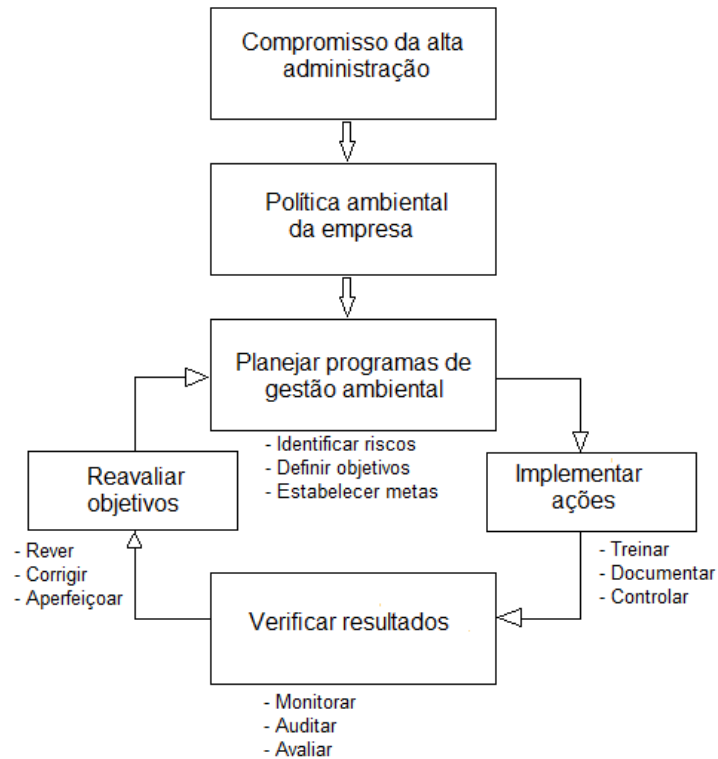 Compromisso da alta
administração
Política ambiental
da empresa
Planejar programas de
gestão ambiental
- Identificar riscos
- Definir objetivos
- Estabelecer metas
Implementar
ações
- Treinar
- Documentar
- Controlar
Verificar resultados
- Monitorar
- Auditar
- Avaliar
Reavaliar
objetivos
- Rever
- Corrigir
- Aperfeiçoar